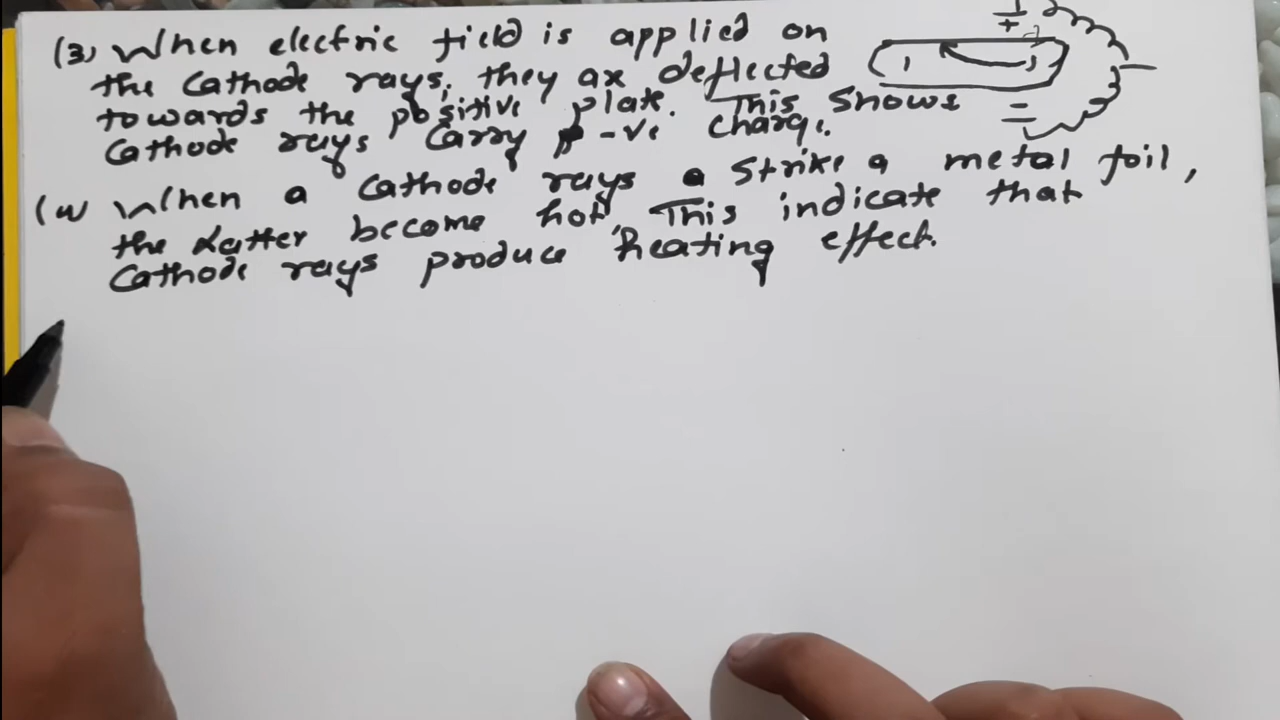 (3) When electric field is applied on
the Cathode rays, they are deflected
towards the positive plate. This shows
Cathode rays carry -ve charge.
(4) When a Cathode rays strike a metal foil,
the Latter become hot. This indicate that
Cathode rays produce heating effect.
+